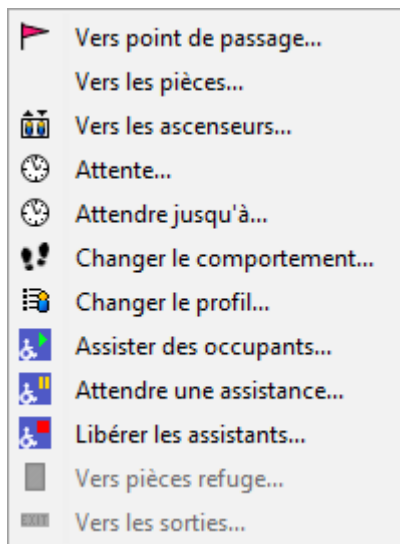 Vers point de passage...
Vers les pièces...
Vers les ascenseurs...
Attente...
Attendre jusqu'à...
Changer le comportement...
Changer le profil...
Assister des occupants...
Attendre une assistance...
Libérer les assistants...
Vers pièces refuge...
EXIT Vers les sorties...